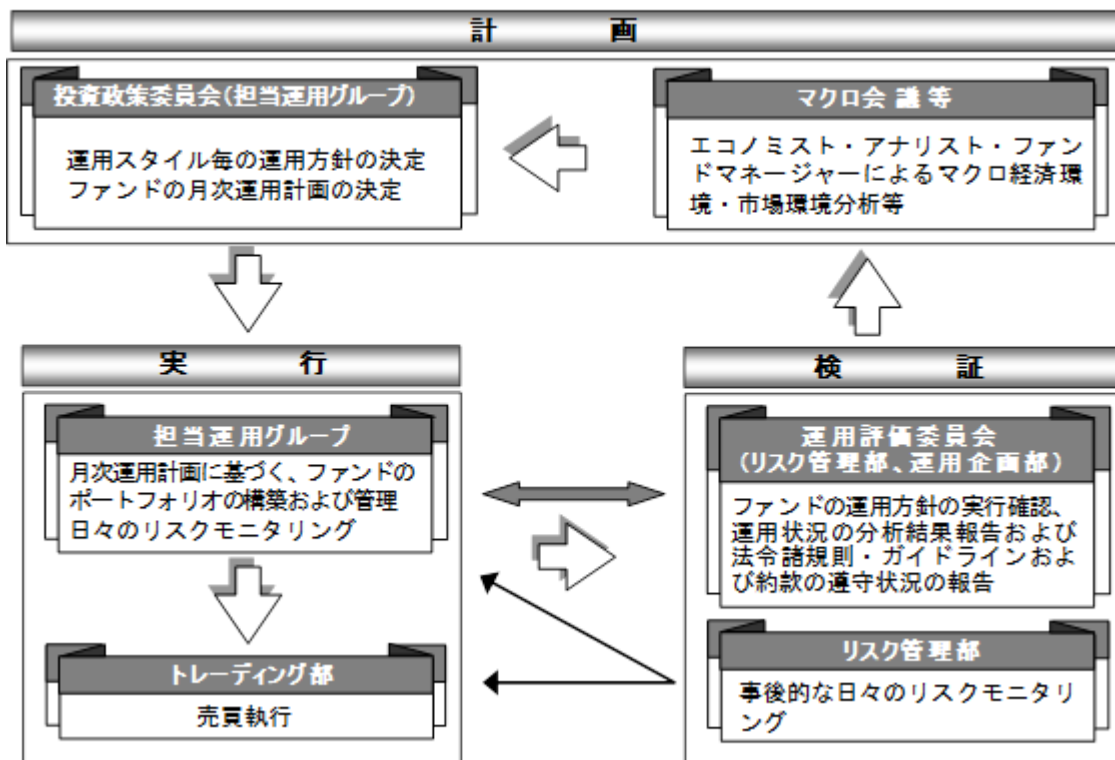 計　画
投資政策委員会（担当運用グループ）
運用スタイル毎の運用方針の決定
ファンドの月次運用計画の決定
マクロ会議等
エコノミスト・アナリスト・ファン
ドマネージャーによるマクロ経済環
境・市場環境分析等
実　行
担当運用グループ
月次運用計画に基づく、ファンドの
ポートフォリオの構築および管理
日々のリスクモニタリング
トレーディング部
売買執行
検　証
運用評価委員会
（リスク管理部、運用企画部）
ファンドの運用方針の実行確認、
運用状況の分析結果報告および
法令諸規則・ガイドラインおよ
び約款の遵守状況の報告
リスク管理部
事後的な日々のリスクモニタリ
ング